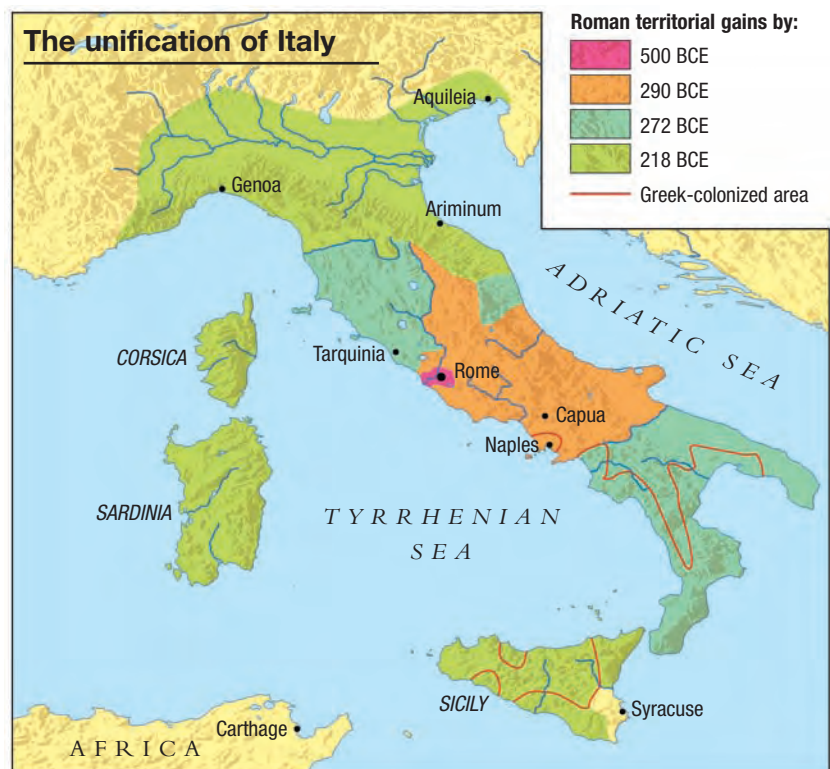 The unification of Italy
Roman territorial gains by:
500 BCE
290 BCE
272 BCE
218 BCE
Greek-colonized area
Aquileia
Genoa
Ariminum
ADRIATIC SEA
CORSICA
Tarquinia
Rome
Capua
Naples
SARDINIA
TYRRHENIAN
SEA
SICILY
Syracuse
Carthage
AFRICA